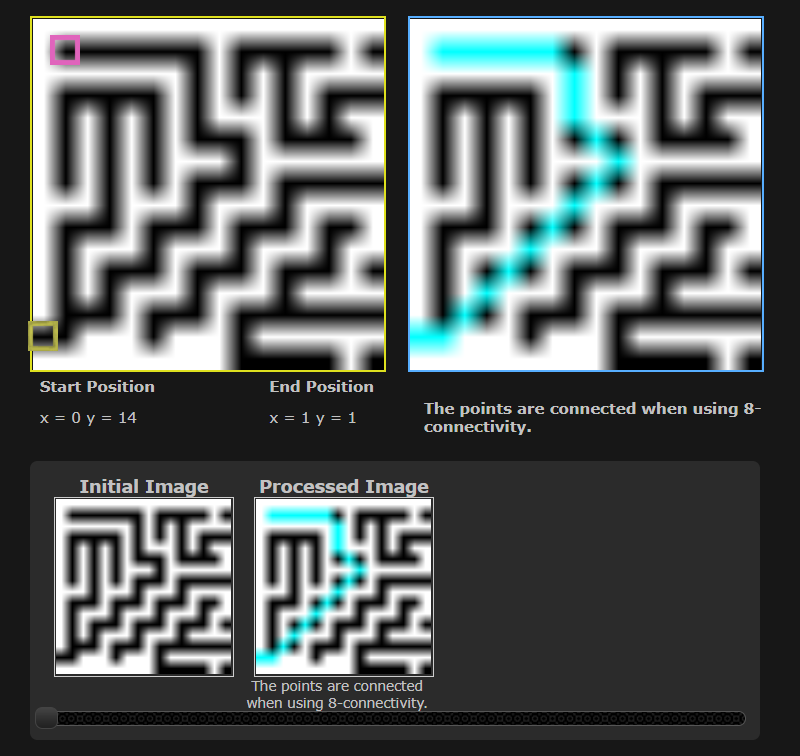 Start Position
End Position
x = 0 y = 14
x = 1 y = 1
The points are connected when using 8-
connectivity.
Initial Image
Processed Image
The points are connected
when using 8-connectivity.